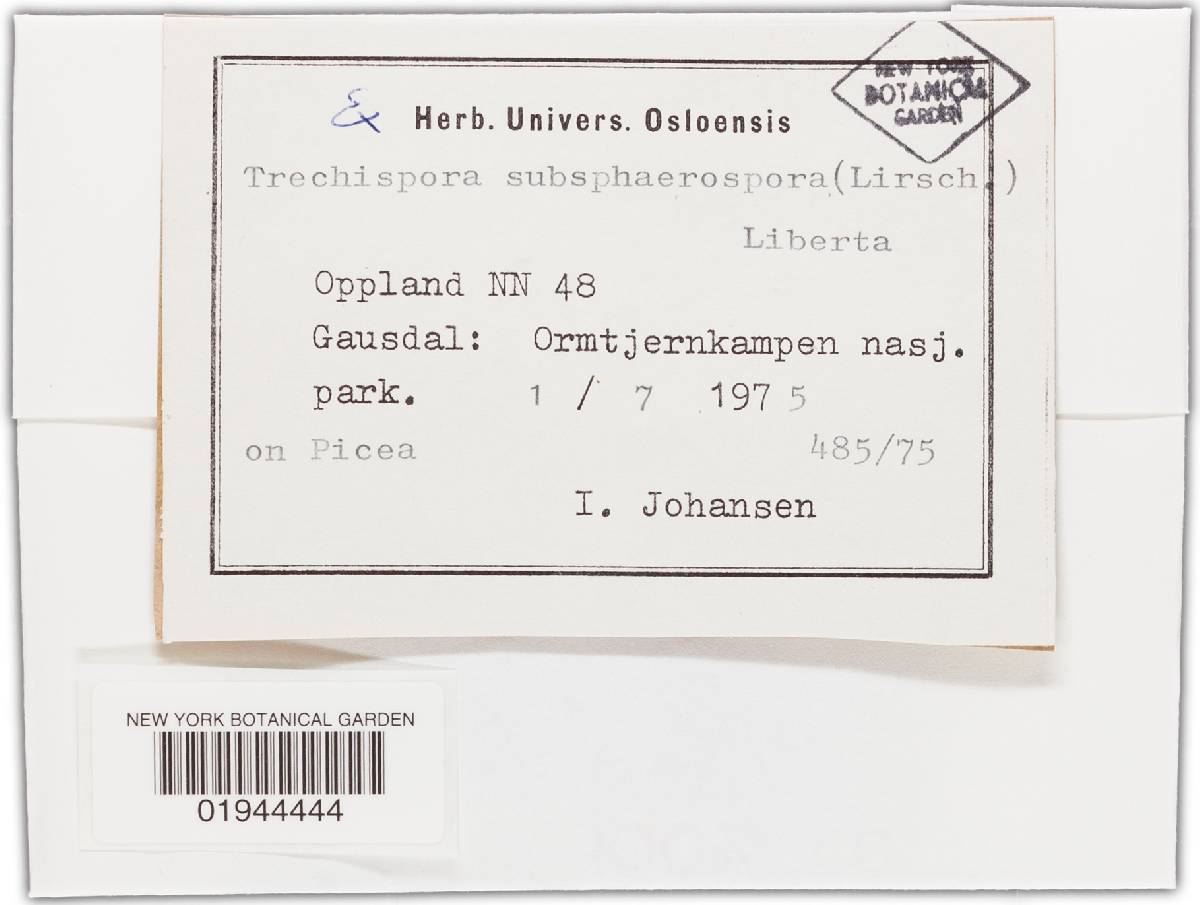 NEW YORK
BOTANICAL
GARDEN
Ex Herb. Univers. Osloensis
Trechispora subsphaerospora(Lirsch.)
Liberta
Oppland NN 48
Gausdal: Ormtjernkampen nasj.
park. 1 / 7 1975
on Picea 485/75
I. Johansen
NEW YORK BOTANICAL GARDEN
01944444